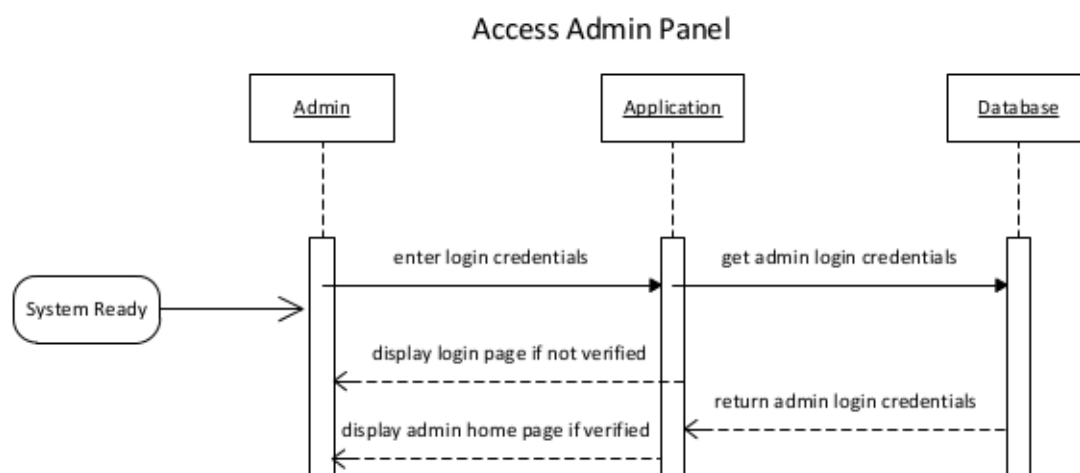 Access Admin Panel
Admin
Application
Database
enter login credentials
get admin login credentials
System Ready
display login page if not verified
return admin login credentials
display admin home page if verified